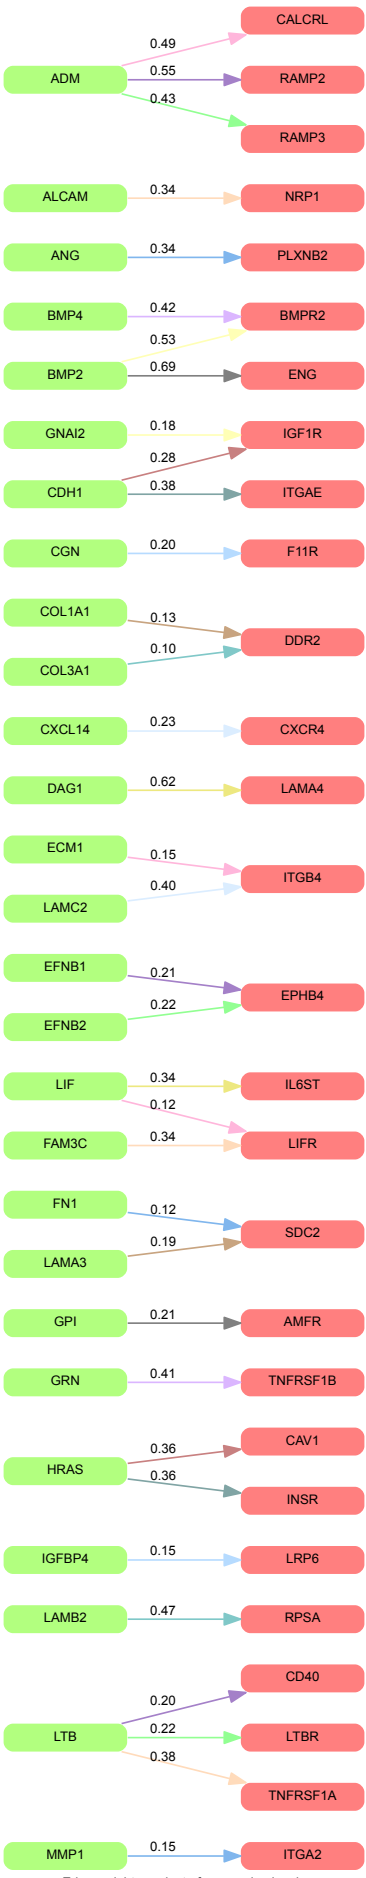 CALCRL
0.49
ADM 0.55 RAMP2
0.43
RAMP3
ALCAM 0.34 NRP1
ANG 0.34 PLXNB2
BMP4 0.42 BMPR2
0.53
BMP2 0.69 ENG
GNAI2 0.18 IGF1R
0.28
CDH1 0.38 ITGAE
CGN 0.20 F11R
COL1A1
0.13
DDR2
0.10
COL3A1
CXCL14 0.23 CXCR4
DAG1 0.62 LAMA4
ECM1
0.15
ITGB4
0.40
LAMC2
EFNB1
0.21
EPHB4
0.22
EFNB2
LIF 0.34 IL6ST
0.12
FAM3C 0.34 LIFR
FN1
0.12
SDC2
0.19
LAMA3
GPI 0.21 AMFR
GRN 0.41 TNFRSF1B
CAV1
0.36
HRAS
0.36
INSR
IGFBP4 0.15 LRP6
LAMB2 0.47 RPSA
CD40
0.20
LTB 0.22 LTBR
0.38
TNFRSF1A
MMP1 0.15 ITGA2